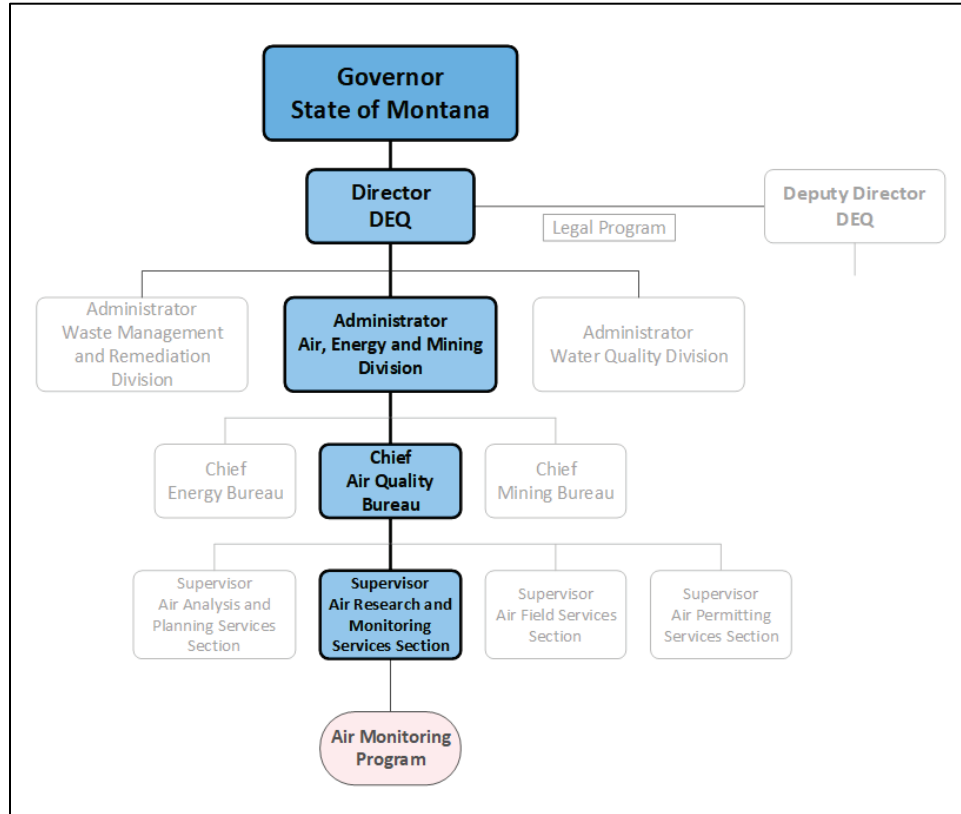 Governor
State of Montana
Director
DEQ
Deputy Director
DEQ
Legal Program
Administrator
Waste Management
and Remediation
Division
Administrator
Air, Energy and Mining
Division
Administrator
Water Quality Division
Chief
Energy Bureau
Chief
Air Quality
Bureau
Chief
Mining Bureau
Supervisor
Air Analysis and
Planning Services
Section
Supervisor
Air Research and
Monitoring
Services Section
Supervisor
Air Field Services
Section
Supervisor
Air Permitting
Services Section
Air Monitoring
Program